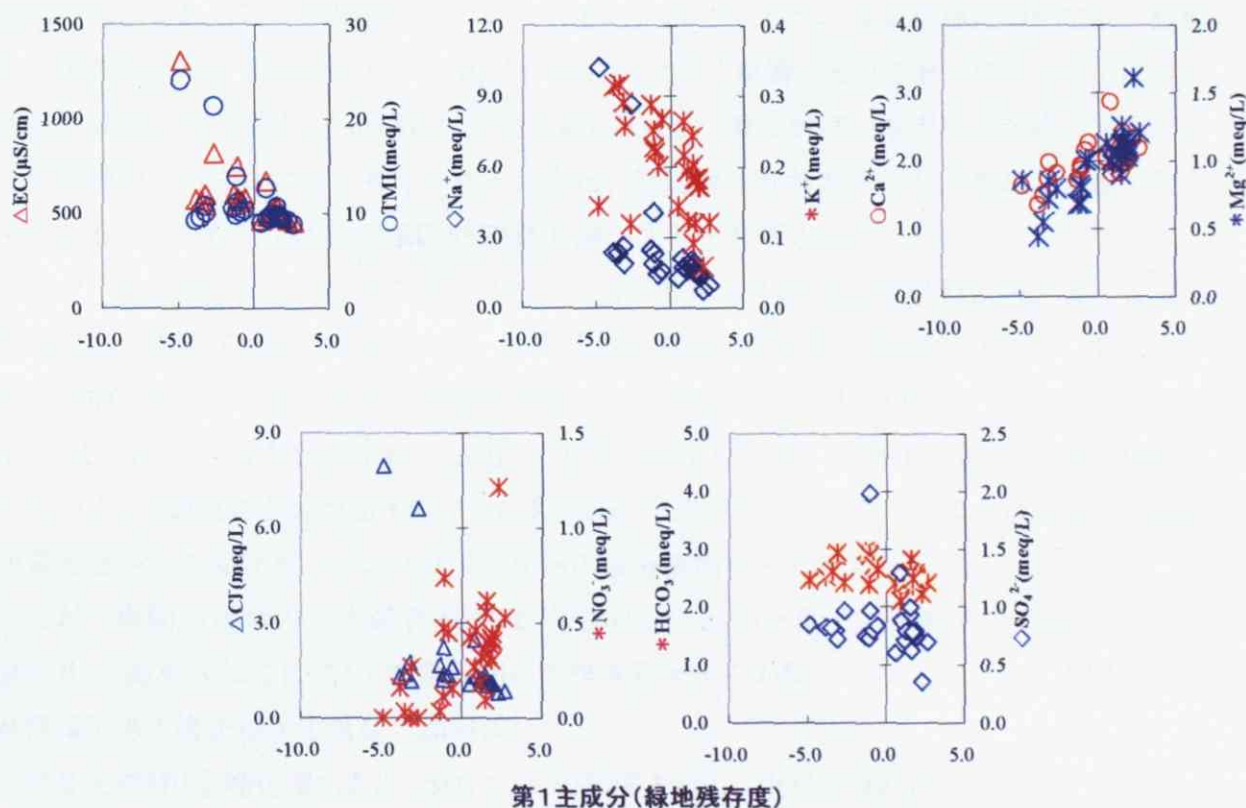 1500 30 12.0 0.4 4.0 2.0
△EC(µS/cm)
1000 20 9.0 0.3 3.0 1.5
○TMI(meq/L)
◇Na⁺(meq/L)
6.0 0.2 2.0 1.0
*K⁺(meq/L)
○Ca²⁺(meq/L)
*Mg²⁺(meq/L)
500 10 3.0 0.1 1.0 0.5
0 0 0.0 0.0 0.0 0.0
-10.0 -5.0 0.0 5.0 -10.0 -5.0 0.0 5.0 -10.0 -5.0 0.0 5.0
9.0 1.5 5.0 2.5
△Cl⁻(meq/L)
4.0 2.0
6.0 1.0
*NO₃⁻(meq/L)
*HCO₃⁻(meq/L)
3.0 1.5
◇SO₄²⁻(meq/L)
3.0 0.5 2.0 1.0
1.0 0.5
0.0 0.0 0.0 0.0
-10.0 -5.0 0.0 5.0 -10.0 -5.0 0.0 5.0
第1主成分(緑地残存度)